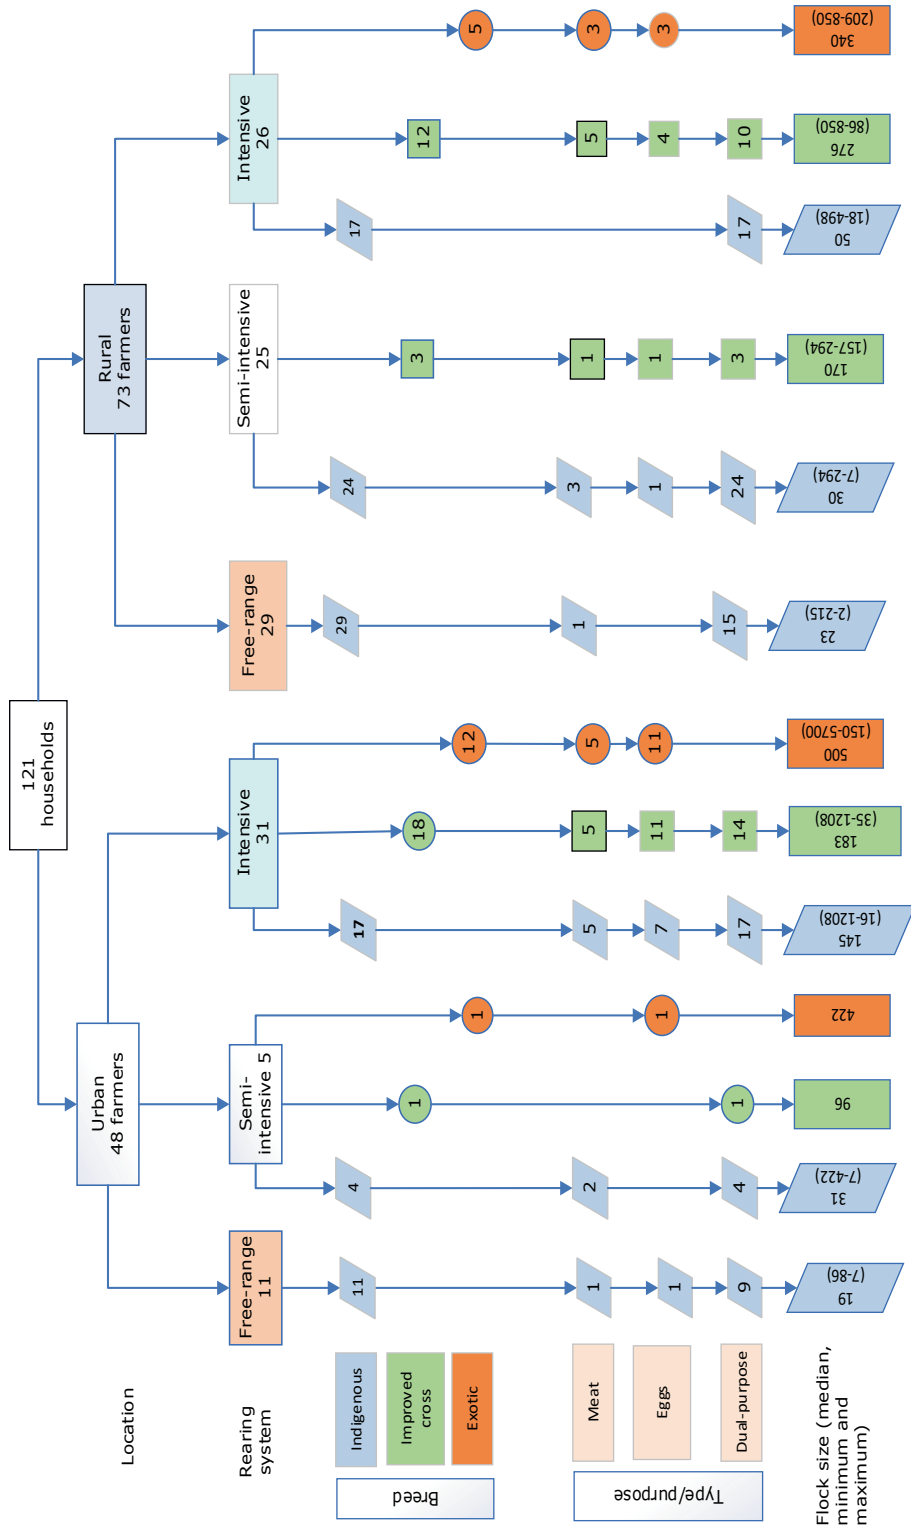 121
households
Urban
48 farmers
Rural
73 farmers
Location
Rearing
system
Free-range
11
Semi-
intensive 5
Intensive
31
Free-range
29
Semi-intensive
25
Intensive
26
Breed
Indigenous
11
4
17
29
24
17
Improved
cross
1
18
3
12
Exotic
1
12
5
Type/purpose
Meat
1
2
5
5
5
1
3
1
5
3
Eggs
1
1
7
11
11
1
1
4
3
Dual-purpose
9
4
1
17
14
15
24
3
17
10
Flock size (median,
minimum and
maximum)
19
(7-86)
31
(7-422)
96
422
145
(16-1208)
183
(35-1208)
500
(150-5700)
23
(2-215)
30
(7-294)
170
(157-294)
50
(18-498)
276
(86-850)
340
(209-850)